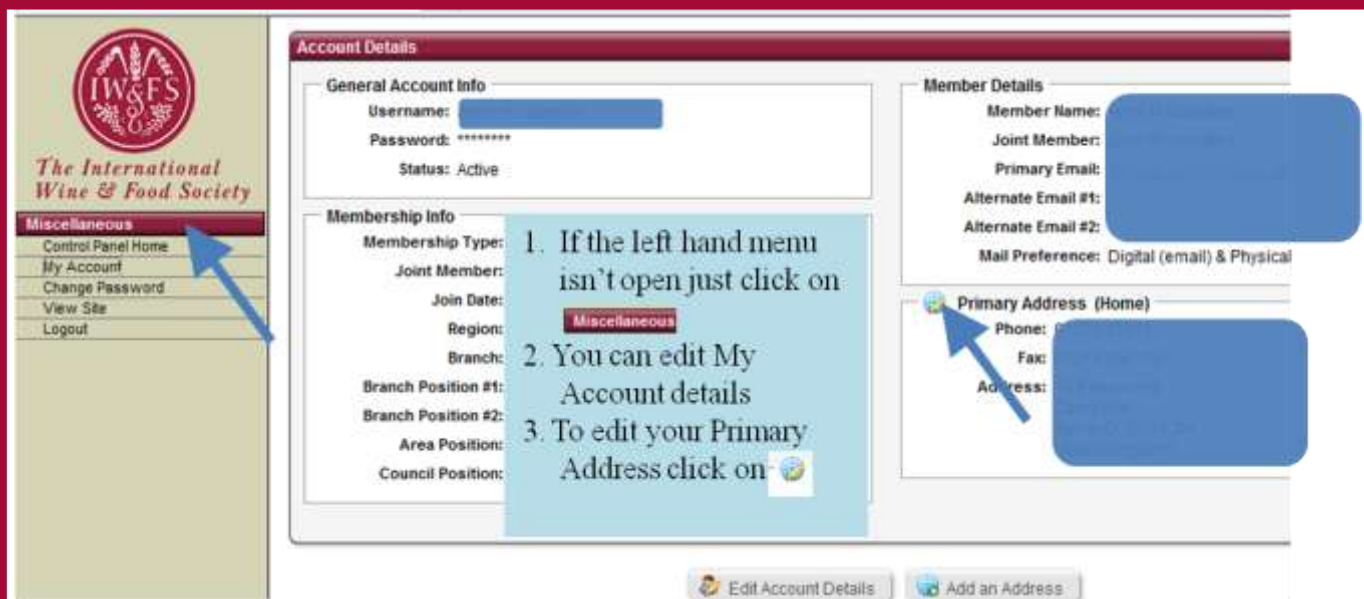 IW&FS
The International
Wine & Food Society
Miscellaneous
Control Panel Home
My Account
Change Password
View Site
Logout
Account Details
General Account Info
Username:
Password: ********
Status: Active
Membership Info
Membership Type:
Joint Member:
Join Date:
Region:
Branch:
Branch Position #1:
Branch Position #2:
Area Position:
Council Position:
1. If the left hand menu
isn't open just click on
Miscellaneous
2. You can edit My
Account details
3. To edit your Primary
Address click on
Member Details
Member Name:
Joint Member:
Primary Email:
Alternate Email #1:
Alternate Email #2:
Mail Preference: Digital (email) & Physical
Primary Address (Home)
Phone:
Fax:
Address:
Edit Account Details
Add an Address